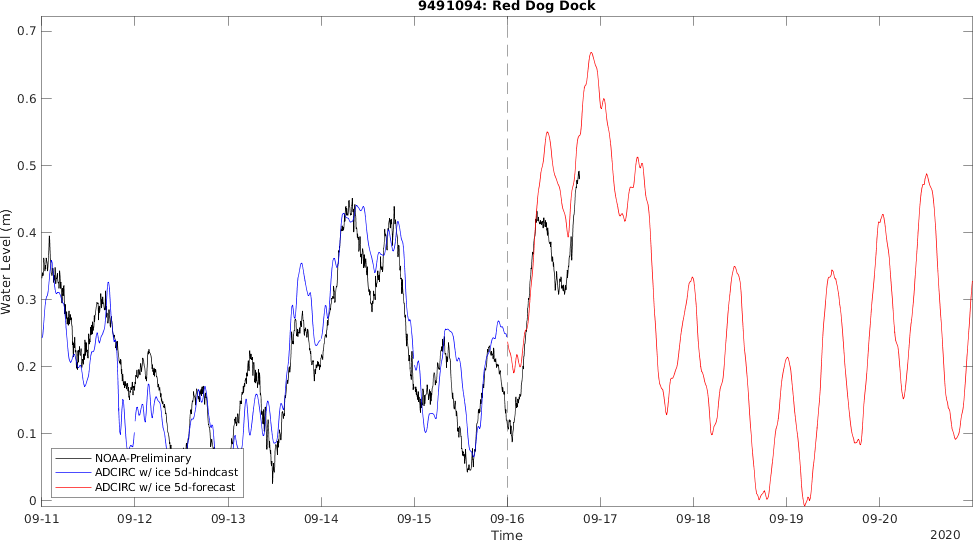 9491094: Red Dog Dock
Water Level (m)
0.7
0.6
0.5
0.4
0.3
0.2
0.1
0
NOAA-Preliminary
ADCIRC w/ ice 5d-hindcast
ADCIRC w/ ice 5d-forecast
09-11 09-12 09-13 09-14 09-15 09-16 09-17 09-18 09-19 09-20
Time
2020